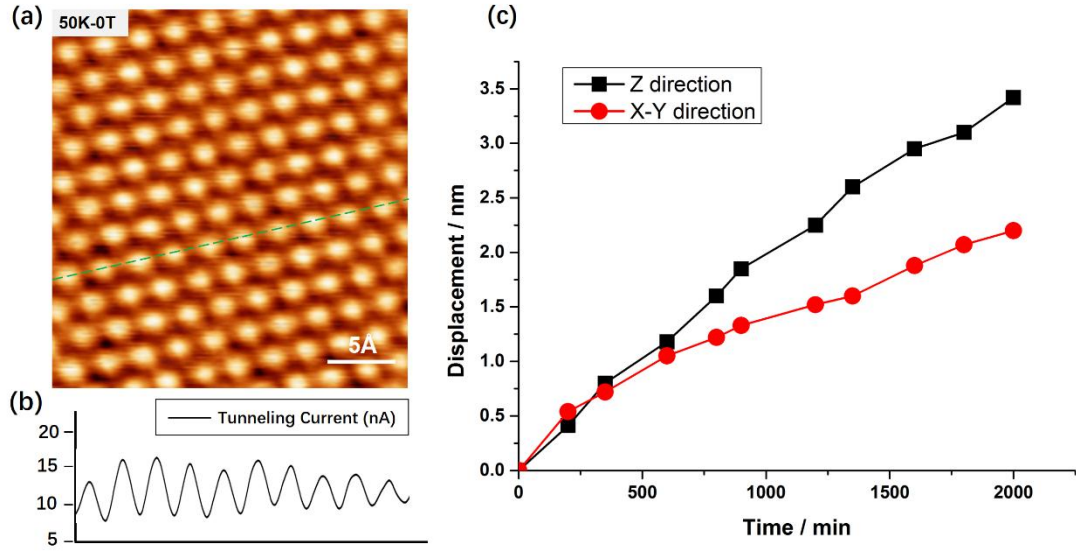 (a)
50K-0T
5Å
(b)
Tunneling Current (nA)
20
15
10
5
(c)
Z direction
X-Y direction
3.5
3.0
2.5
2.0
1.5
1.0
0.5
0.0
0
500
1000
1500
2000
Displacement / nm
Time / min